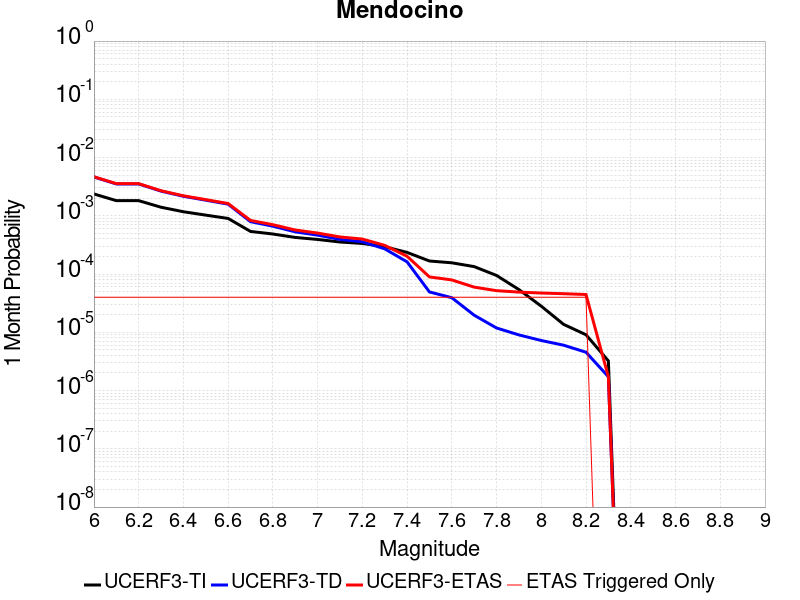 Mendocino
10^0
10^-1
10^-2
10^-3
10^-4
10^-5
10^-6
10^-7
10^-8
1 Month Probability
6 6.2 6.4 6.6 6.8 7 7.2 7.4 7.6 7.8 8 8.2 8.4 8.6 8.8 9
Magnitude
UCERF3-TI UCERF3-TD UCERF3-ETAS ETAS Triggered Only